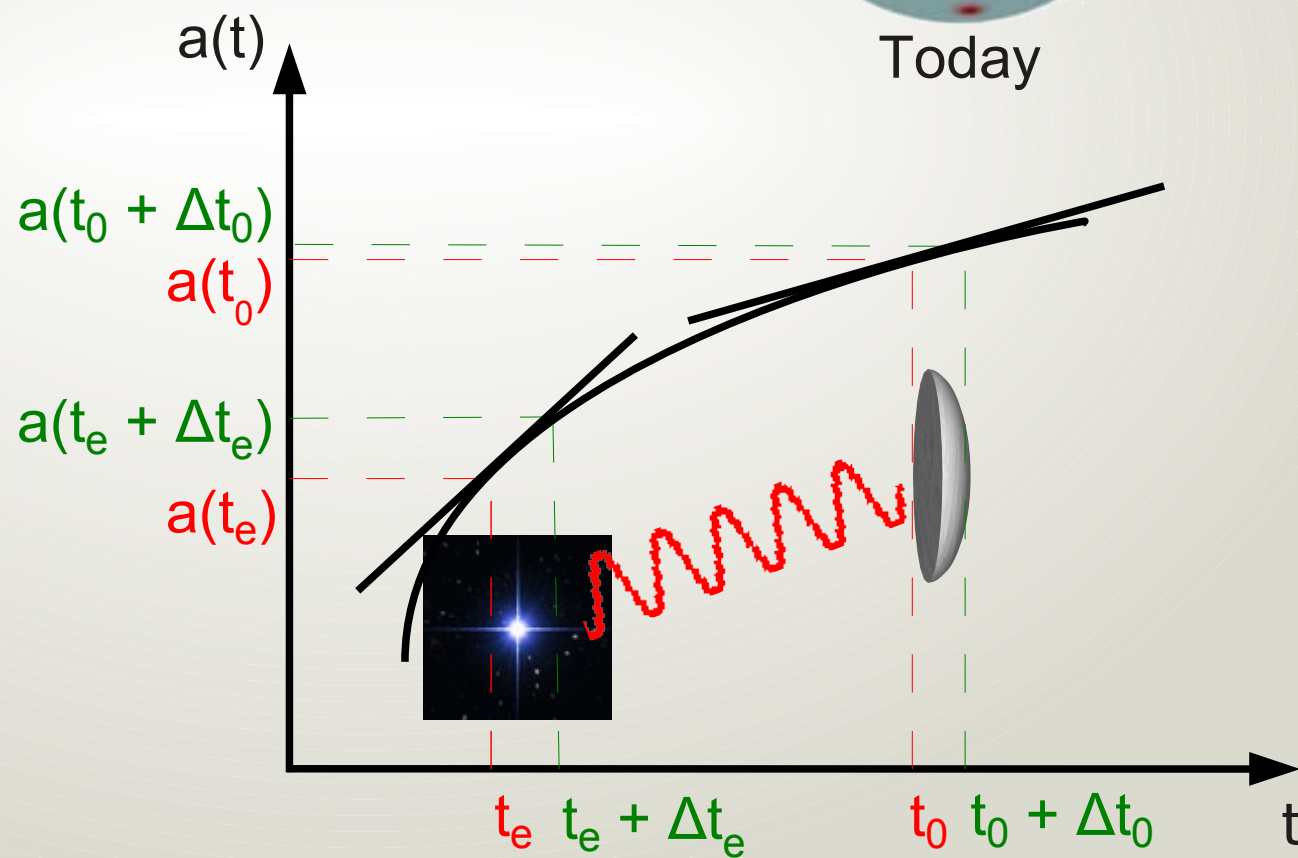 a(t)
Today
a(t₀ + Δt₀)
a(t₀)
a(tₑ + Δtₑ)
a(tₑ)
tₑ tₑ + Δtₑ t₀ t₀ + Δt₀ t